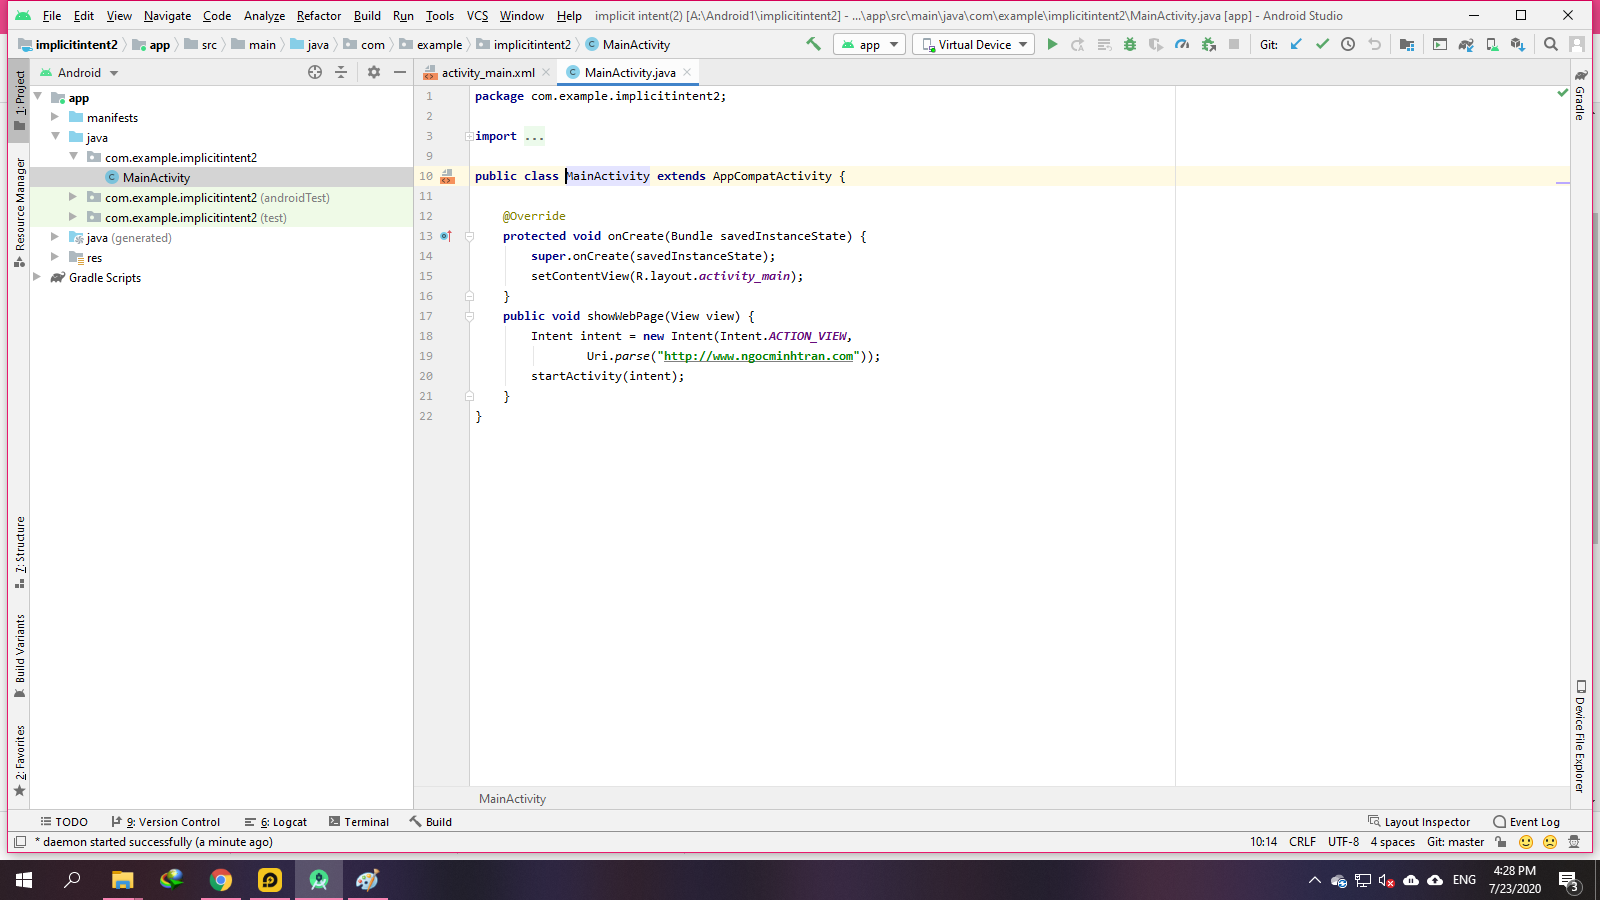 File Edit View Navigate Code Analyze Refactor Build Run Tools VCS Window Help implicit intent(2) [A:\Android1\implicitintent2] - ...\app\src\main\java\com\example\implicitintent2\MainActivity.java [app] - Android Studio
implicitintent2 app src main java com example implicitintent2 MainActivity app Virtual Device Git:
1: Project
Resource Manager
7: Structure
Build Variants
2: Favorites
Android
app
manifests
java
com.example.implicitintent2
MainActivity
com.example.implicitintent2 (androidTest)
com.example.implicitintent2 (test)
java (generated)
res
Gradle Scripts
activity_main.xml MainActivity.java
1 package com.example.implicitintent2;
2
3 import ...
9
10 public class MainActivity extends AppCompatActivity {
11
12 @Override
13 protected void onCreate(Bundle savedInstanceState) {
14 super.onCreate(savedInstanceState);
15 setContentView(R.layout.activity_main);
16 }
17 public void showWebPage(View view) {
18 Intent intent = new Intent(Intent.ACTION_VIEW,
19 Uri.parse("http://www.ngocminhtran.com"));
20 startActivity(intent);
21 }
22 }
MainActivity
Gradle
Device File Explorer
TODO 9: Version Control 6: Logcat Terminal Build Layout Inspector Event Log
* daemon started successfully (a minute ago) 10:14 CRLF UTF-8 4 spaces Git: master
ENG 4:28 PM
7/23/2020 3